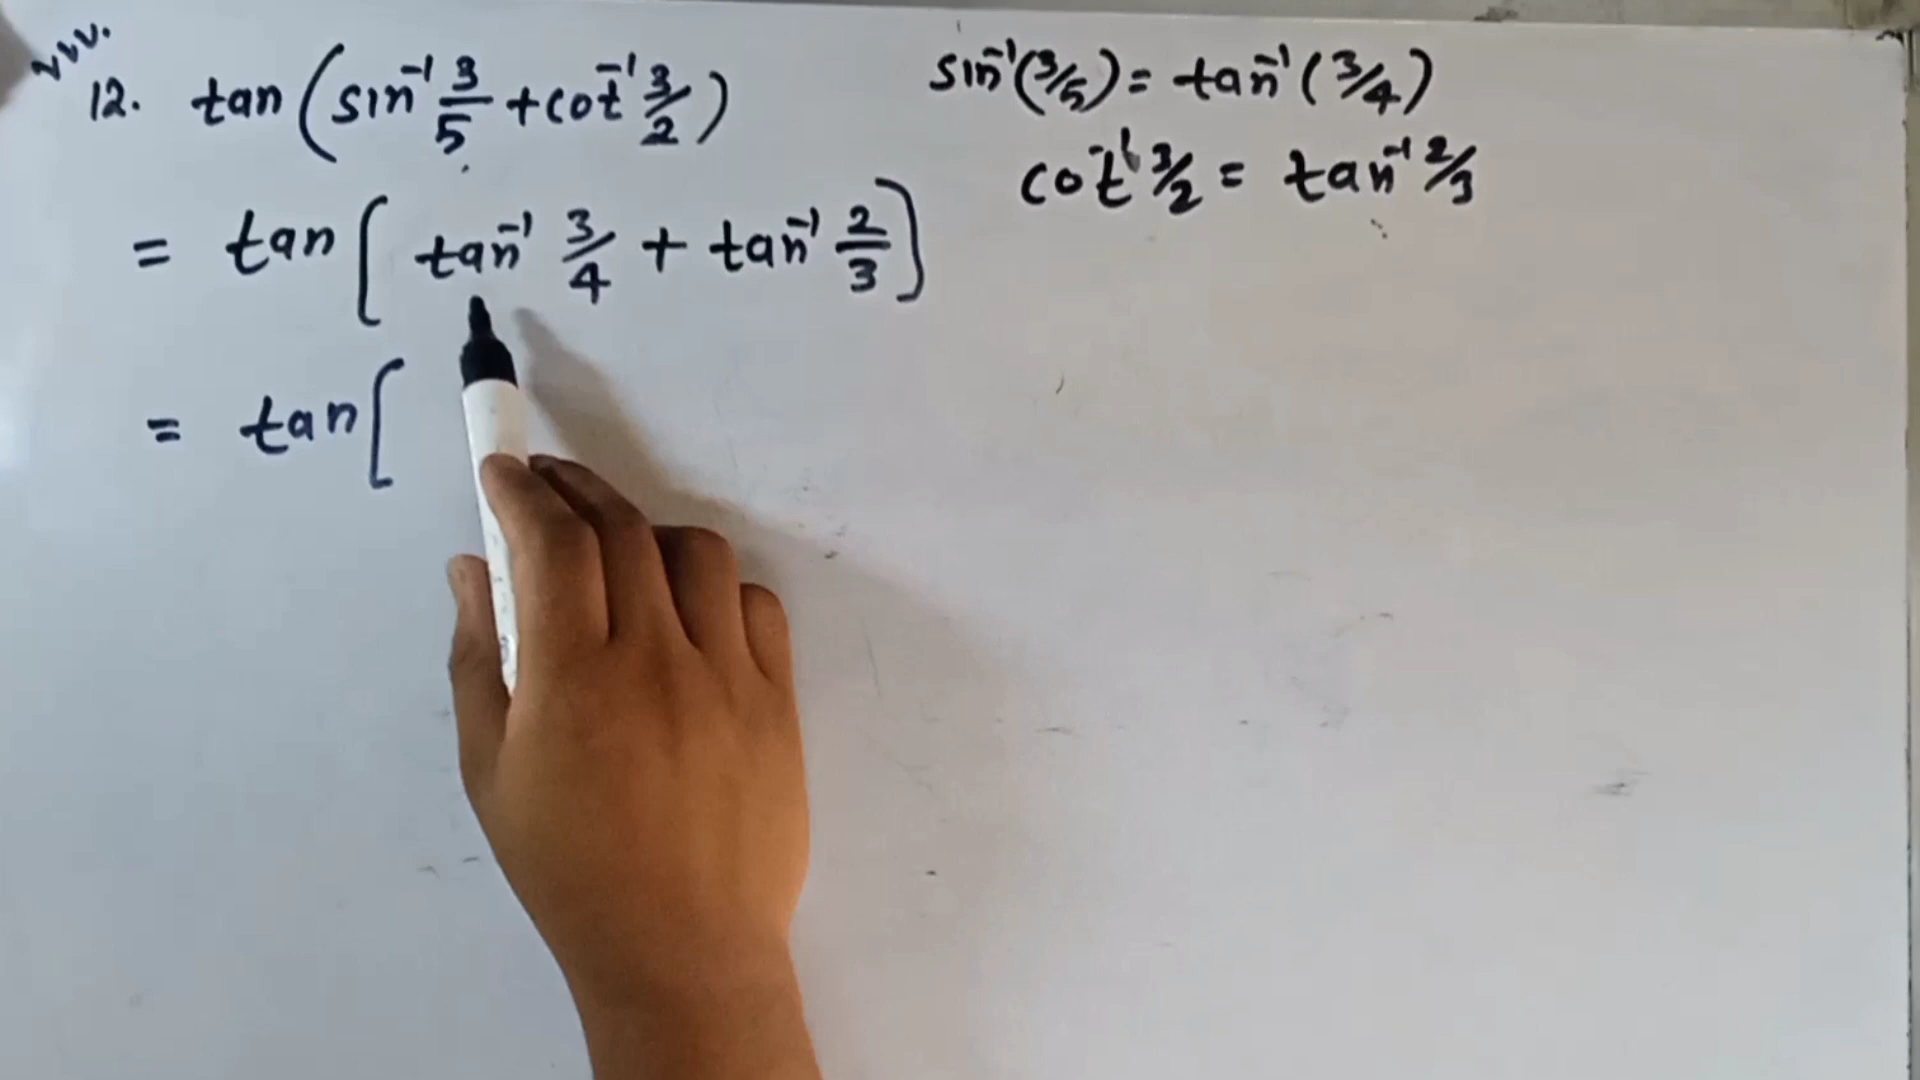 vvv.
12. tan(sin⁻¹ 3/5 + cot⁻¹ 3/2)
= tan[tan⁻¹ 3/4 + tan⁻¹ 2/3]
= tan[
sin⁻¹(3/5) = tan⁻¹(3/4)
cot⁻¹ 3/2 = tan⁻¹ 2/3